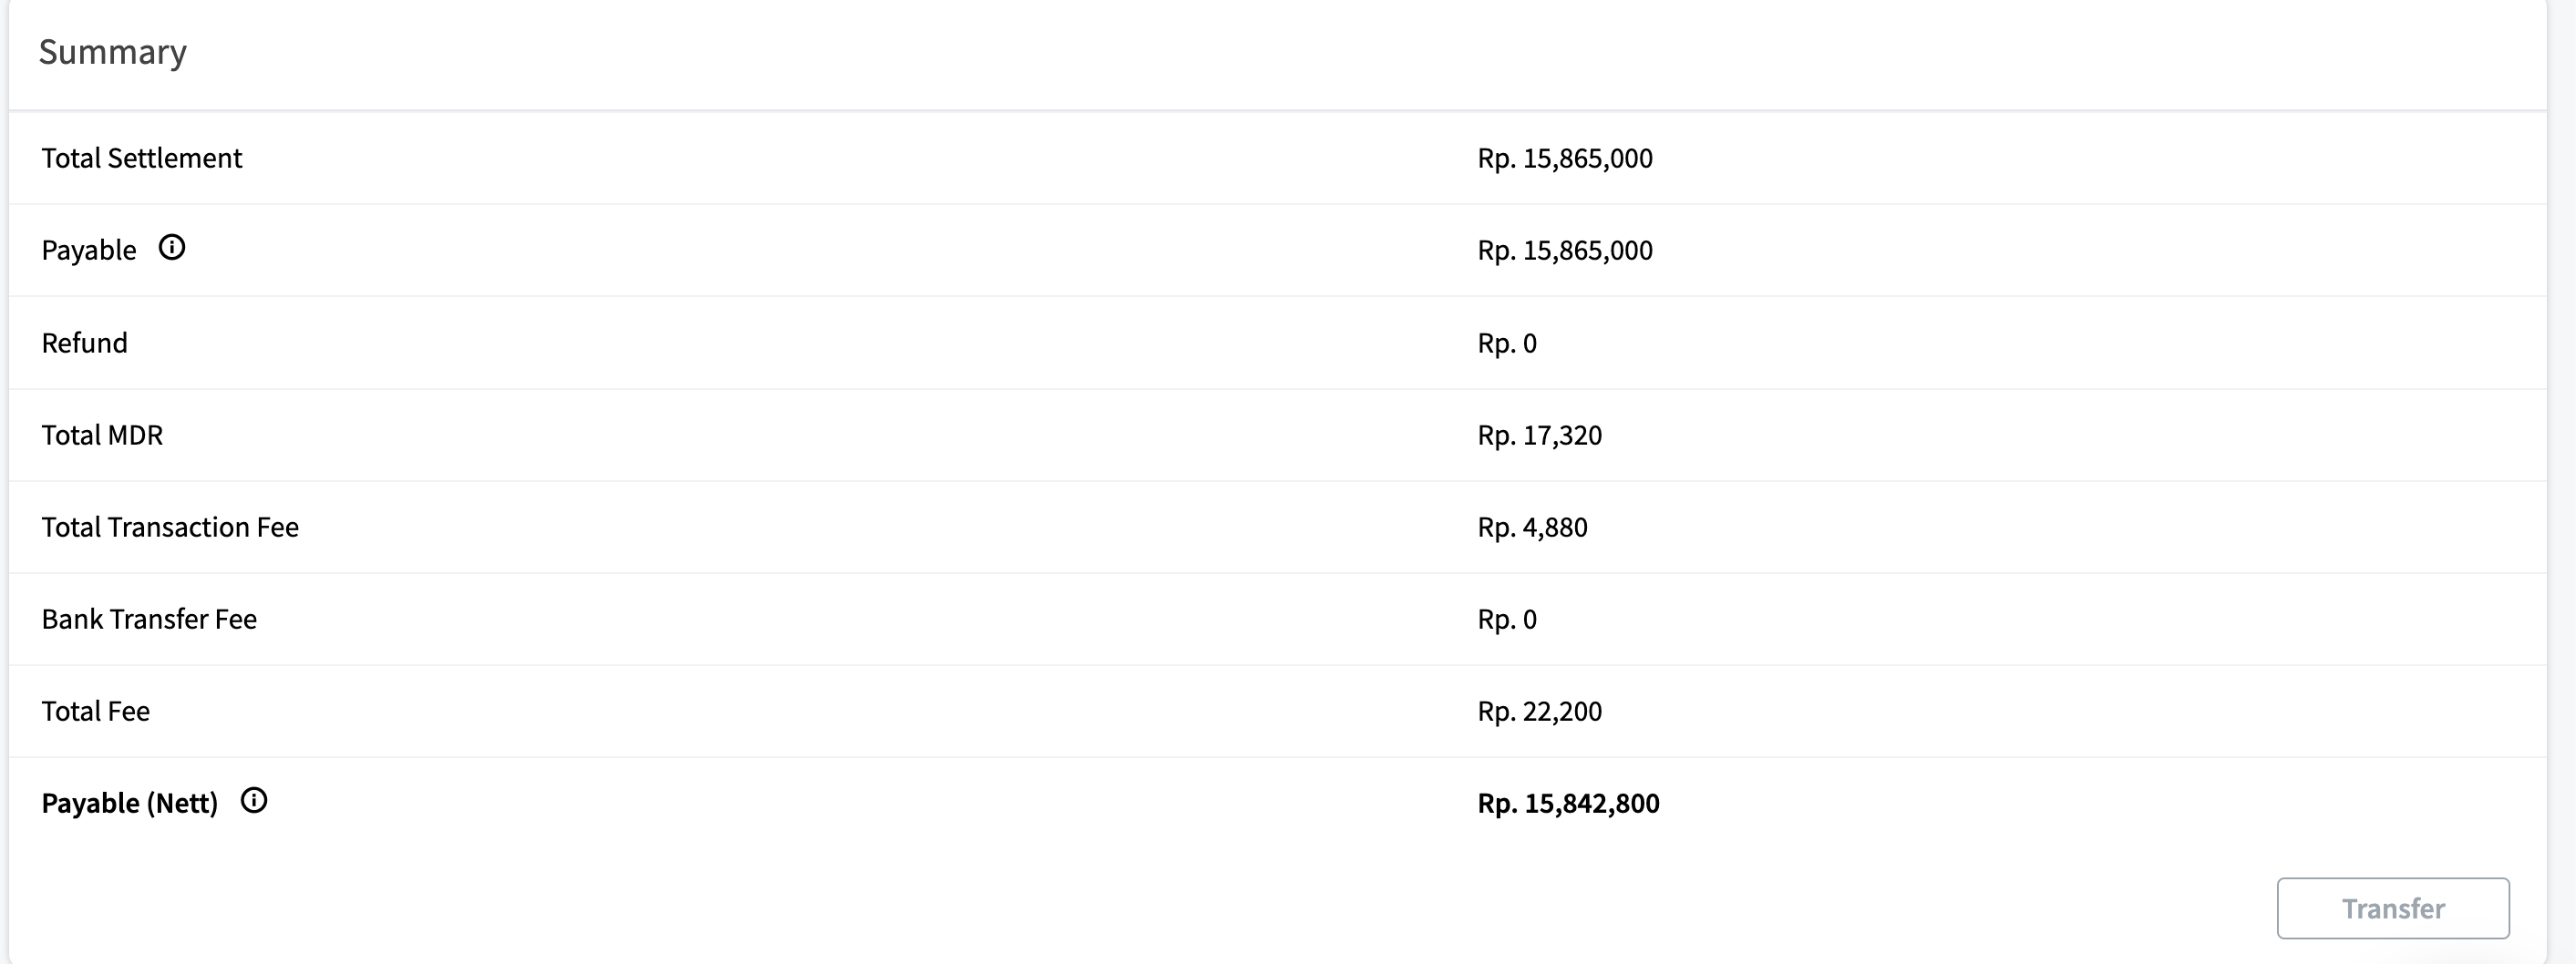 Summary
Total Settlement Rp. 15,865,000
Payable Rp. 15,865,000
Refund Rp. 0
Total MDR Rp. 17,320
Total Transaction Fee Rp. 4,880
Bank Transfer Fee Rp. 0
Total Fee Rp. 22,200
Payable (Nett) Rp. 15,842,800
Transfer